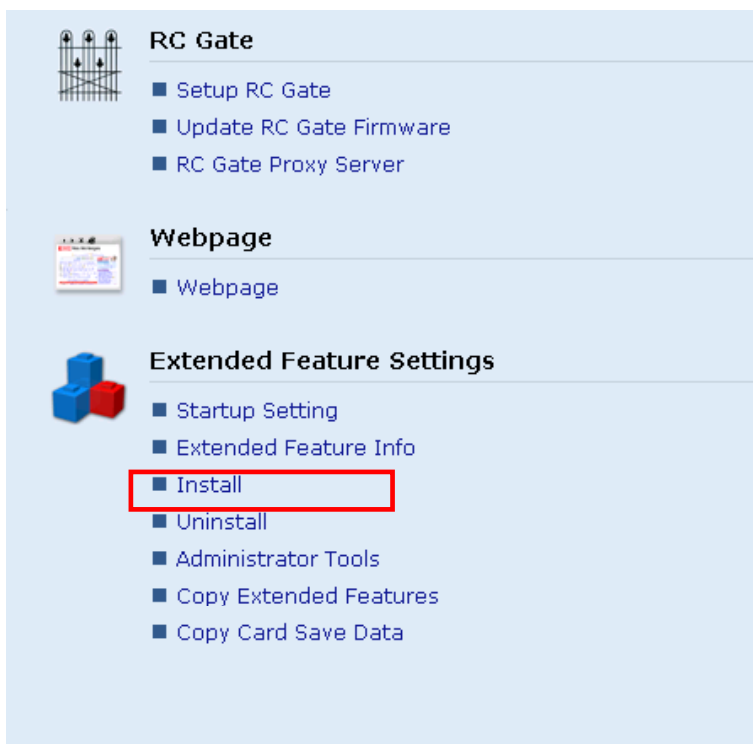 RC Gate
Setup RC Gate
Update RC Gate Firmware
RC Gate Proxy Server
Webpage
Webpage
Extended Feature Settings
Startup Setting
Extended Feature Info
Install
Uninstall
Administrator Tools
Copy Extended Features
Copy Card Save Data